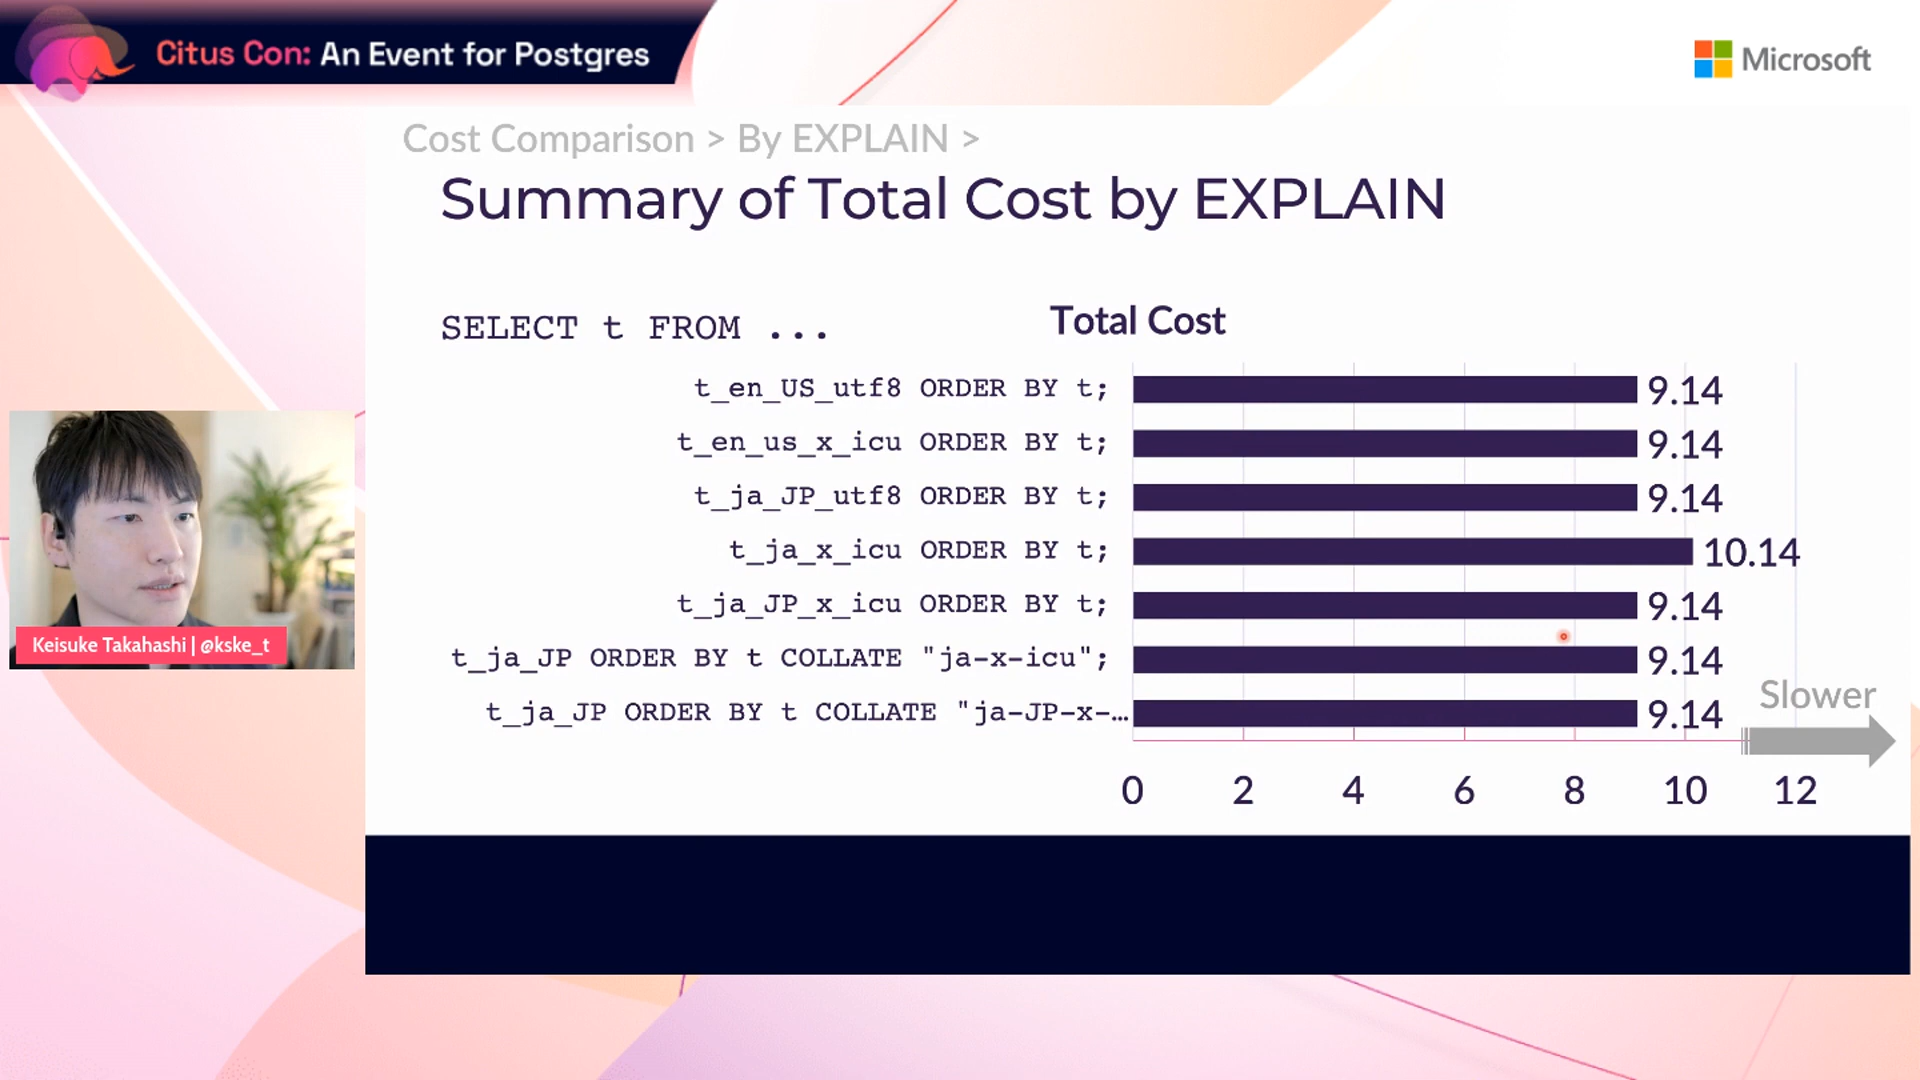 Citus Con: An Event for Postgres
Microsoft
Cost Comparison > By EXPLAIN >
Summary of Total Cost by EXPLAIN
SELECT t FROM ...
Total Cost
t_en_US_utf8 ORDER BY t; 9.14
t_en_us_x_icu ORDER BY t; 9.14
t_ja_JP_utf8 ORDER BY t; 9.14
t_ja_x_icu ORDER BY t; 10.14
t_ja_JP_x_icu ORDER BY t; 9.14
t_ja_JP ORDER BY t COLLATE "ja-x-icu"; 9.14
t_ja_JP ORDER BY t COLLATE "ja-JP-x-… 9.14
Slower
0 2 4 6 8 10 12
Keisuke Takahashi | @kske_t